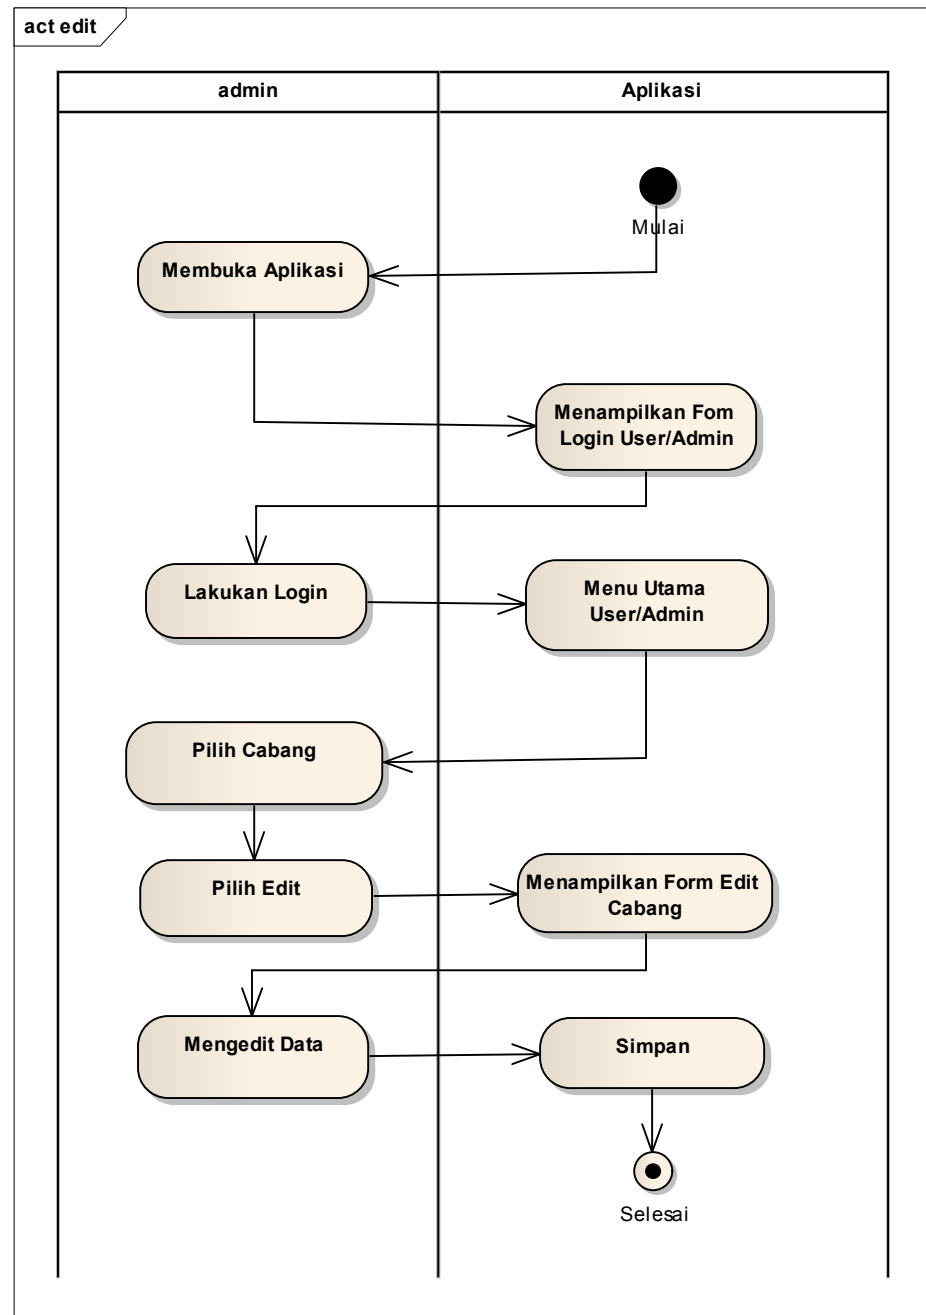 act edit
admin
Aplikasi
Mulai
Membuka Aplikasi
Menampilkan Fom
Login User/Admin
Lakukan Login
Menu Utama
User/Admin
Pilih Cabang
Pilih Edit
Menampilkan Form Edit
Cabang
Mengedit Data
Simpan
Selesai